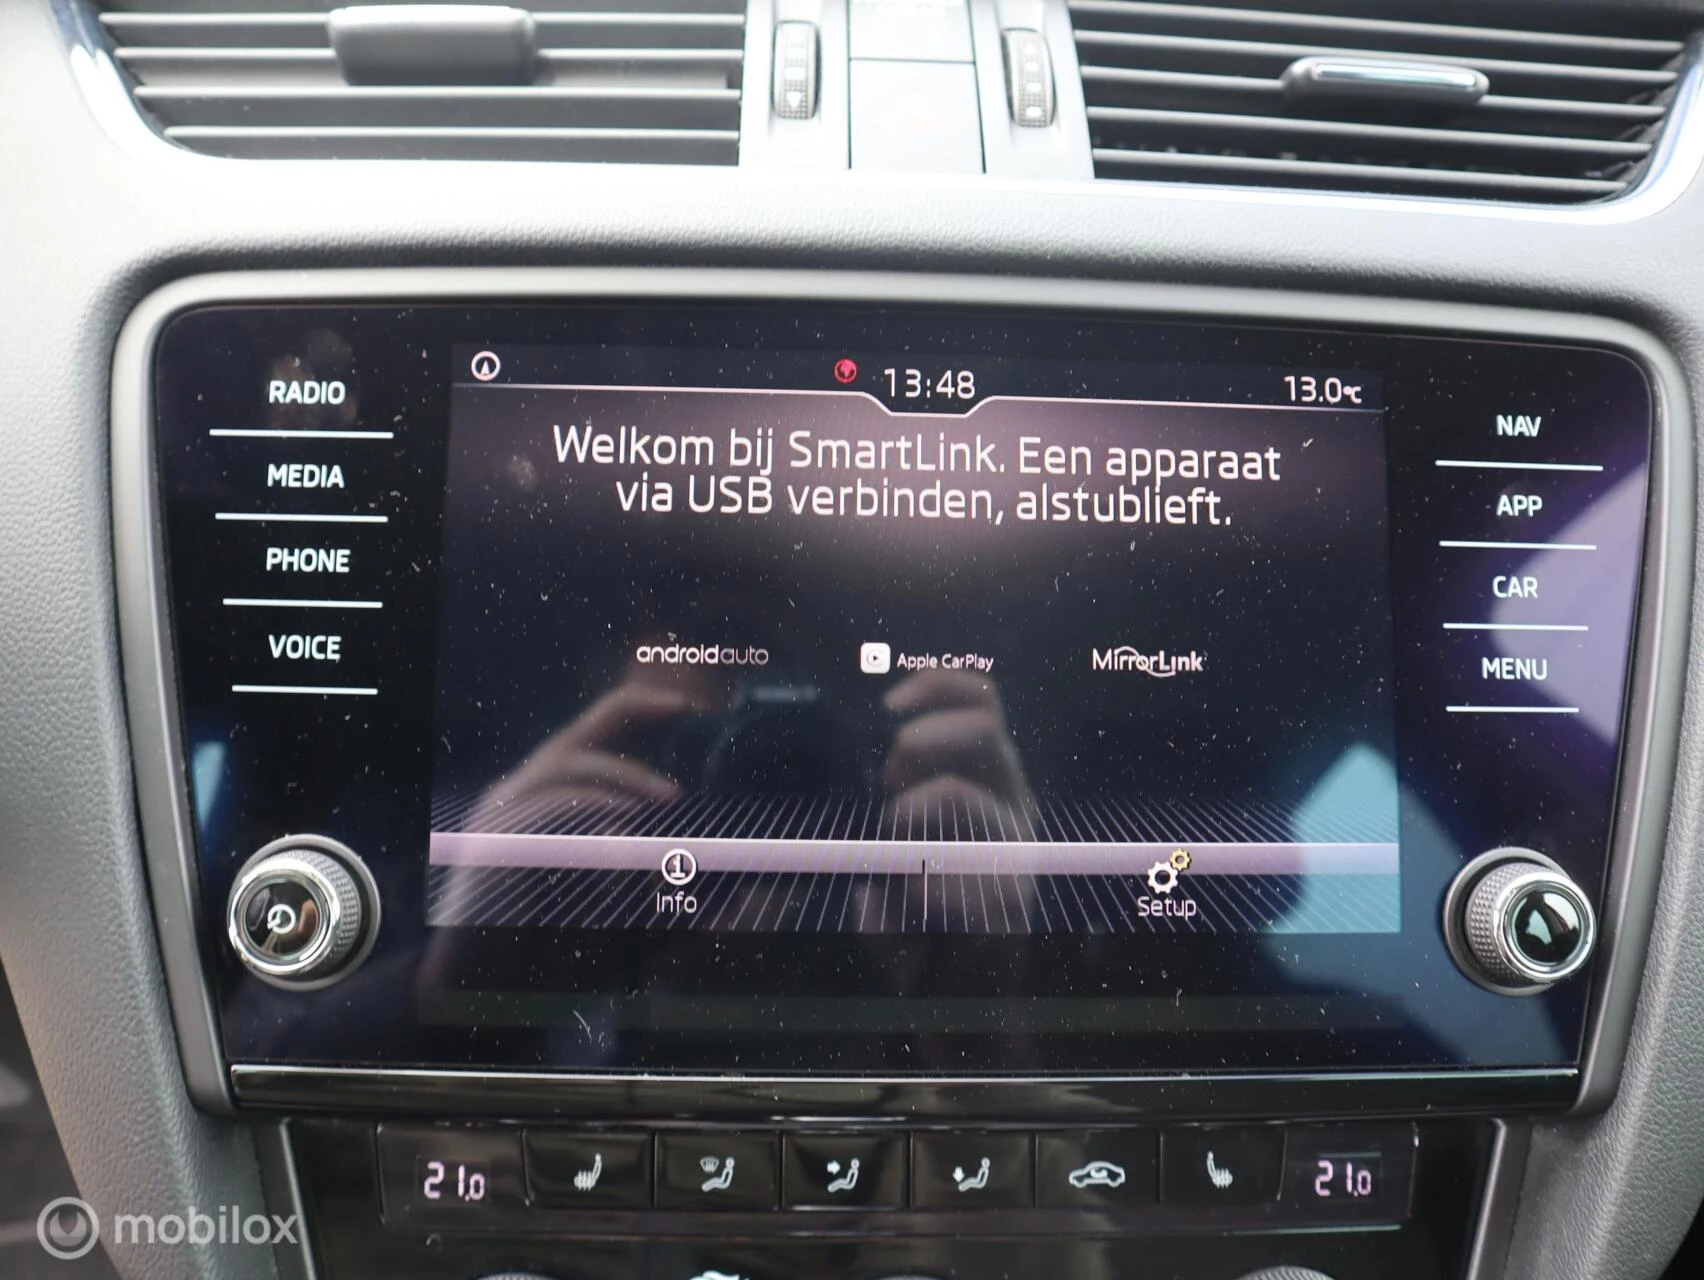 13:48
13.0°C
RADIO
MEDIA
PHONE
VOICE
Welkom bij SmartLink. Een apparaat
via USB verbinden, alstublieft.
androidauto
Apple CarPlay
MirrorLink
NAV
APP
CAR
MENU
Info
Setup
21.0
21.0
mobilox